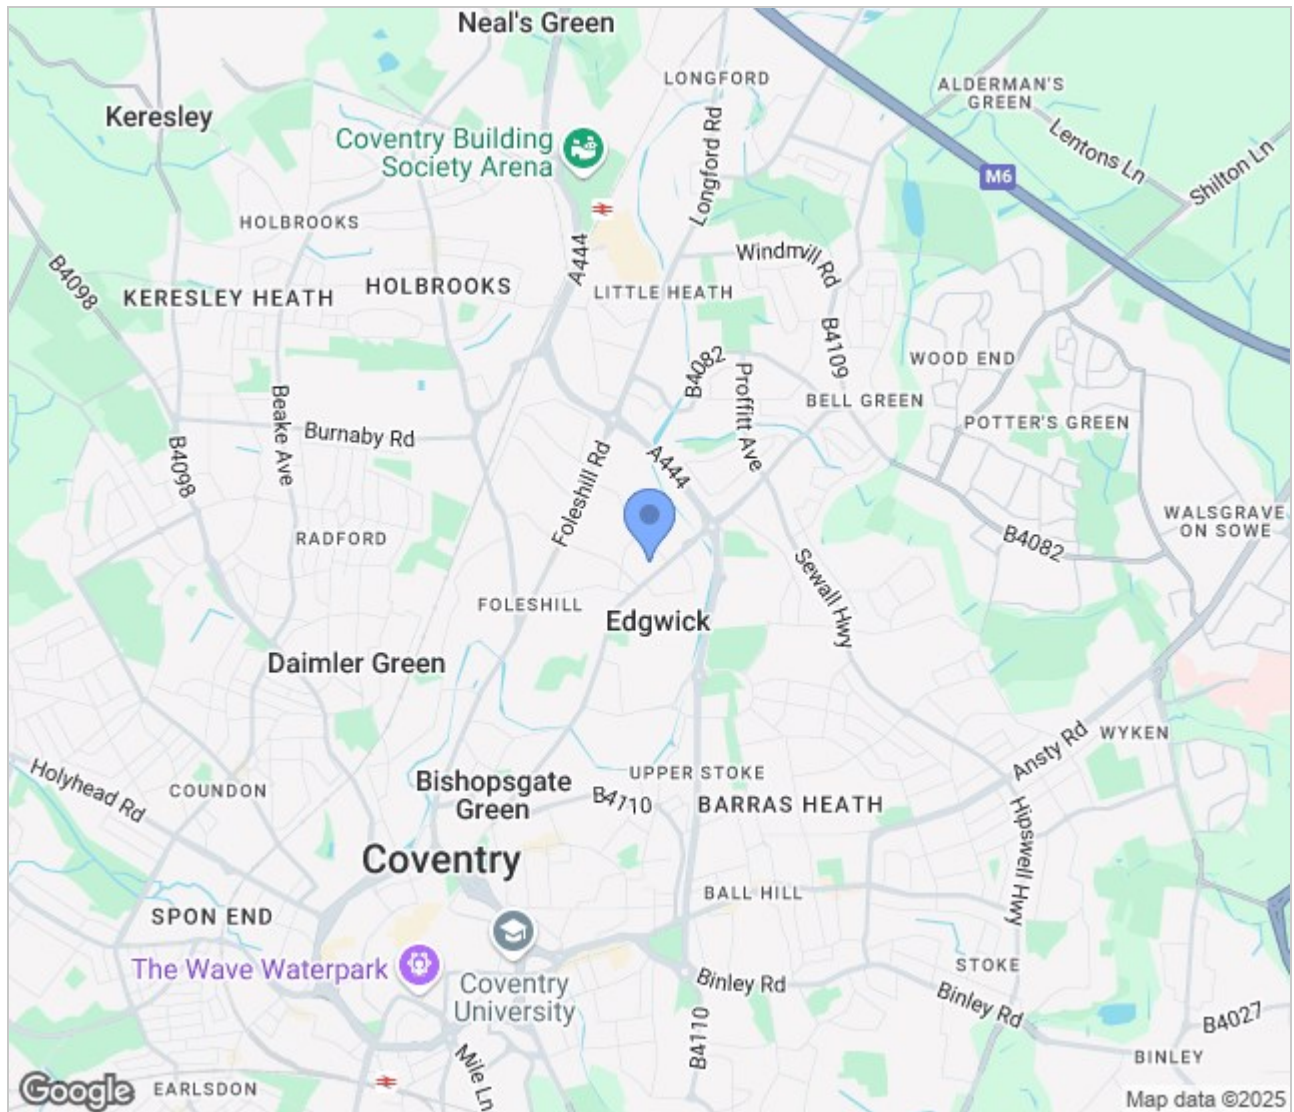 Neal's Green
LONGFORD
ALDERMAN'S
GREEN
Keresley
Coventry Building
Society Arena
Longford Rd
Lentons Ln
Shilton Ln
M6
HOLBROOKS
A444
Windmill Rd
B4098
KERESLEY HEATH
HOLBROOKS
LITTLE HEATH
B4109
WOOD END
B4082
Proffitt Ave
BELL GREEN
POTTER'S GREEN
Beake Ave
Burnaby Rd
B4098
Foleshill Rd
A444
WALSGRAVE
ON SOWE
RADFORD
B4082
Sewall Hwy
FOLESHILL
Edgwick
Daimler Green
WYKEN
Ansty Rd
Holyhead Rd
COUNDON
Bishopsgate
Green
UPPER STOKE
B4110
BARRAS HEATH
Hipswell Hwy
Coventry
BALL HILL
SPON END
The Wave Waterpark
Coventry
University
STOKE
Binley Rd
Binley Rd
B4110
B4027
Mile Ln
BINLEY
EARLSDON
Google
Map data ©2025